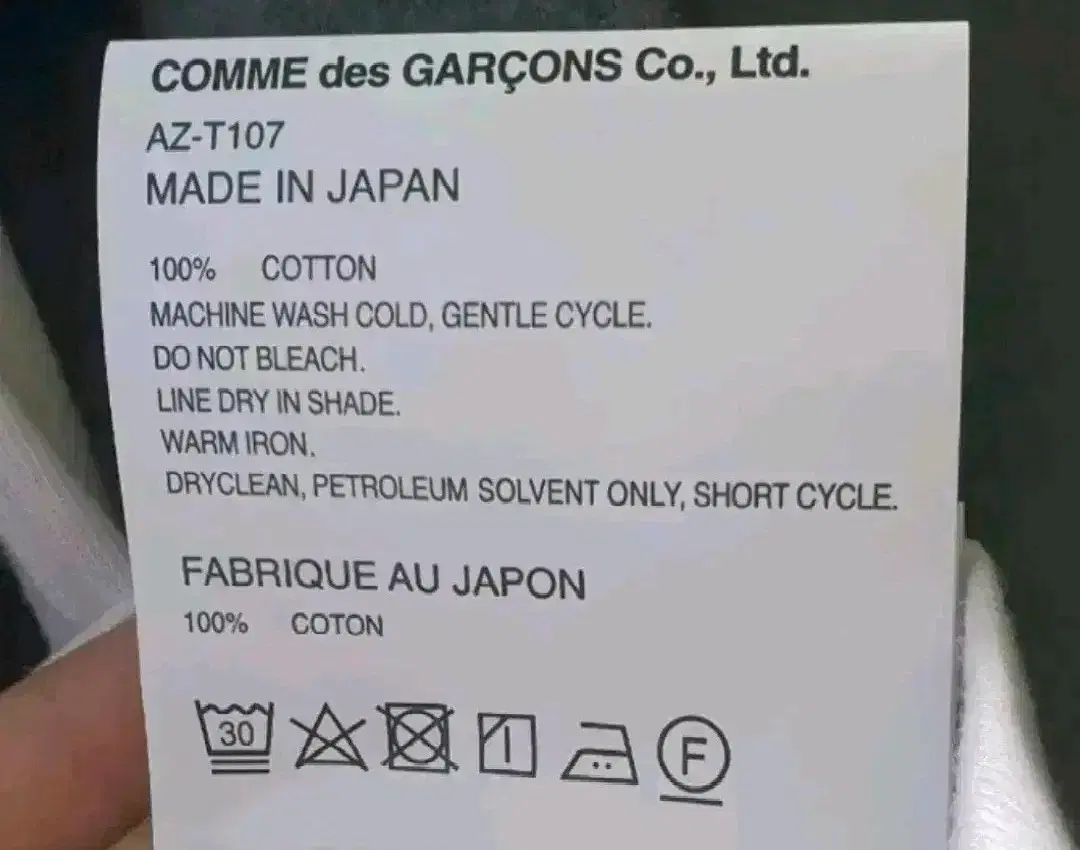 COMME des GARÇONS Co., Ltd.
AZ-T107
MADE IN JAPAN
100% COTTON
MACHINE WASH COLD, GENTLE CYCLE.
DO NOT BLEACH.
LINE DRY IN SHADE.
WARM IRON.
DRYCLEAN, PETROLEUM SOLVENT ONLY, SHORT CYCLE.
FABRIQUE AU JAPON
100% COTON
30 F